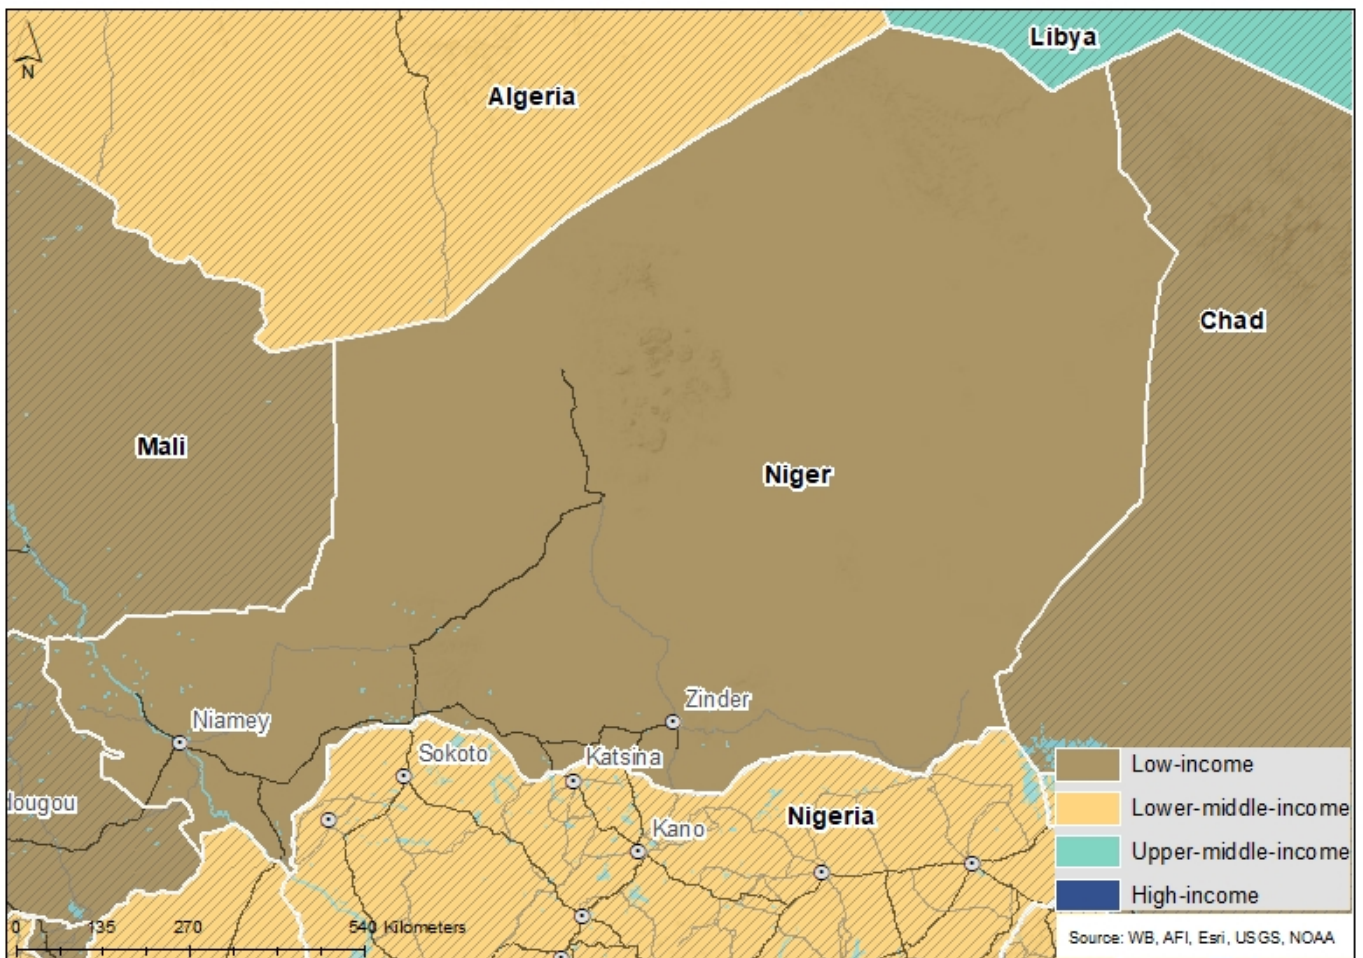 Libya
N
Algeria
Chad
Mali
Niger
Zinder
Niamey
Sokoto
Katsina
dougou
Nigeria
Kano
Low-income
Lower-middle-income
Upper-middle-income
High-income
0 135 270 540 Kilometers
Source: WB, AFI, Esri, USGS, NOAA